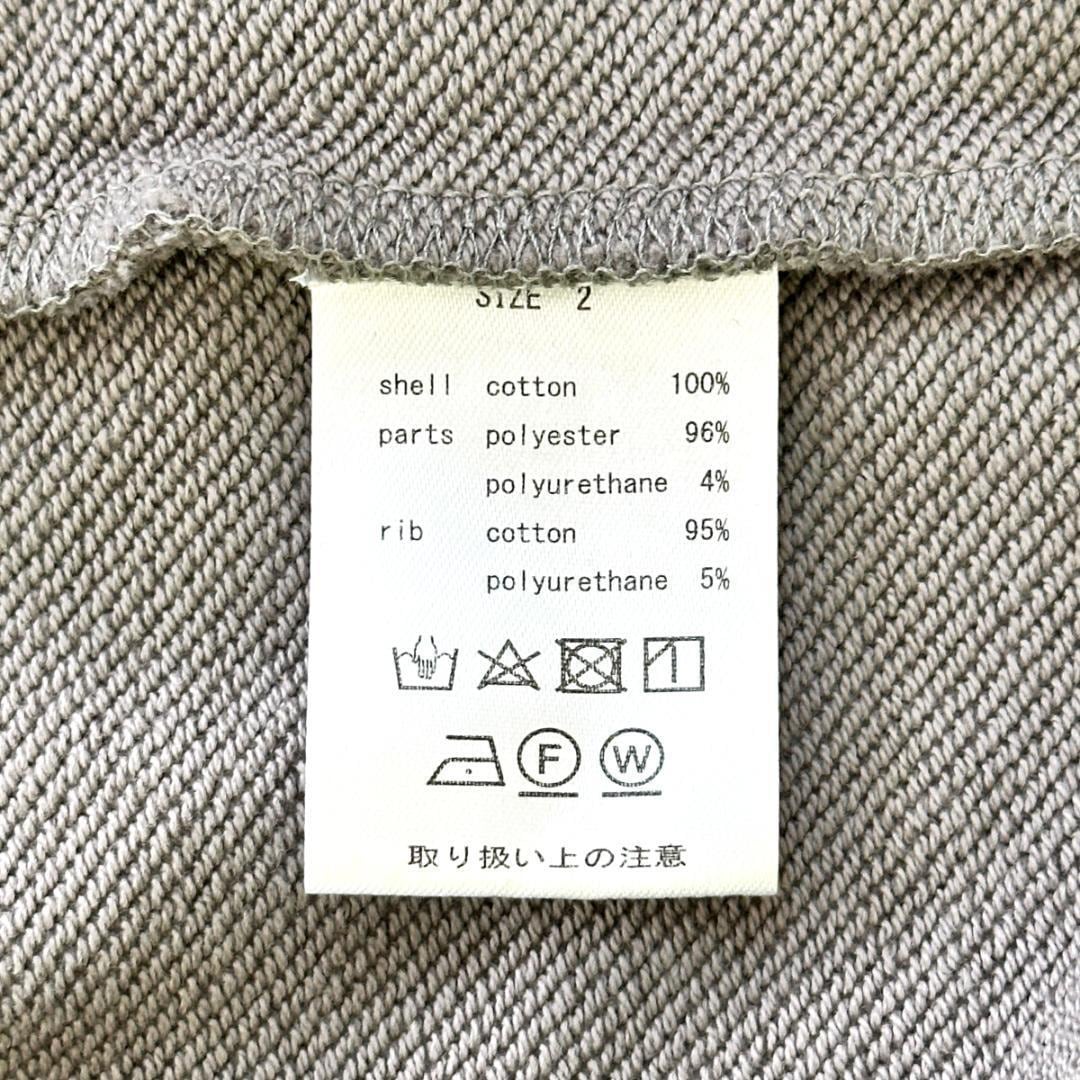 SIZE 2
shell cotton 100%
parts polyester 96%
polyurethane 4%
rib cotton 95%
polyurethane 5%
F W
取り扱い上の注意